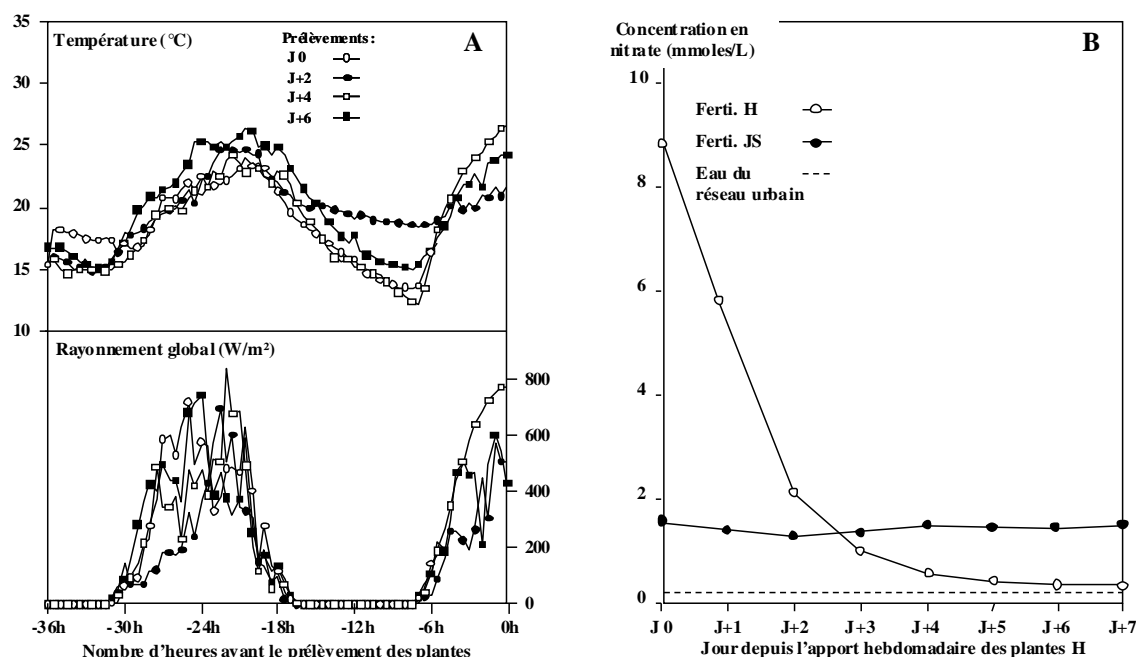 35
30
25
20
15
10
Température (°C)
A
Prélèvements :
J 0
J+2
J+4
J+6
Rayonnement global (W/m²)
800
600
400
200
0
-36h
-30h
-24h
-18h
-12h
-6h
0h
Nombre d'heures avant le prélèvement des plantes
Concentration en
nitrate (mmoles/L)
B
10
8
6
4
2
0
Ferti. H
Ferti. JS
Eau du
réseau urbain
J 0
J+1
J+2
J+3
J+4
J+5
J+6
J+7
Jour depuis l'apport hebdomadaire des plantes H